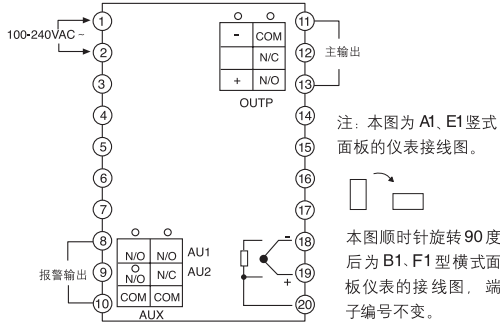 100-240VAC ~
1
2
3
4
5
6
7
8
9
10
11
12
13
14
15
16
17
18
19
20
- COM
N/C
+ N/O
OUTP
主输出
注：本图为 A1、E1竖式
面板的仪表接线图。
本图顺时针旋转90度
后为B1、F1型横式面
板仪表的接线图，端
子编号不变。
报警输出
N/O N/O AU1
N/O N/C AU2
COM COM
AUX
-
+